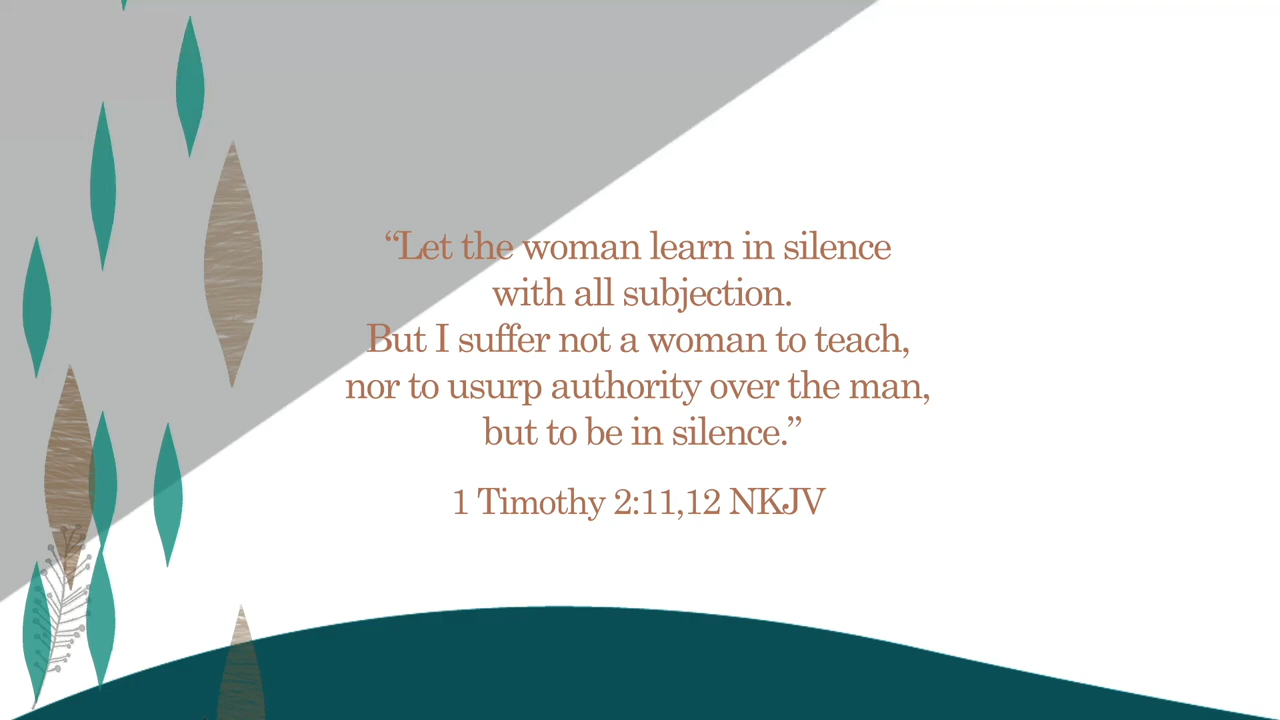 “Let the woman learn in silence
with all subjection.
But I suffer not a woman to teach,
nor to usurp authority over the man,
but to be in silence.”
1 Timothy 2:11,12 NKJV